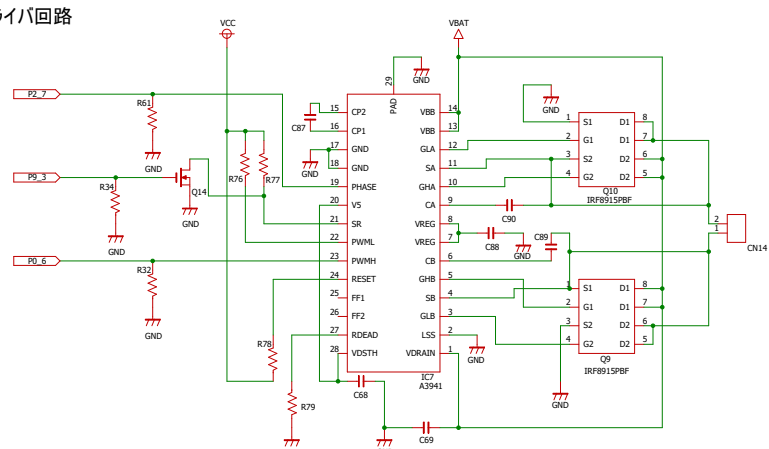 ライバ回路
VCC
VBAT
P2_7
R61
GND
P9_3
R34
GND
Q14
GND
P0_6
R32
GND
R76
R77
R78
R79
C87
GND
29
GND
PAD
15 CP2
16 CP1
17 GND
18 GND
19 PHASE
20 V5
21 SR
22 PWML
23 PWMH
24 RESET
25 FF1
26 FF2
27 RDEAD
28 VDSTH
VBB 14
VBB 13
GLA 12
SA 11
GHA 10
CA 9
VREG 8
VREG 7
CB 6
GHB 5
SB 4
GLB 3
LSS 2
VDRAIN 1
IC7
A3941
C68
C69
GND
C90
C88
GND
C89
GND
1 S1 D1 8
2 G1 D1 7
3 S2 D2 6
4 G2 D2 5
Q10
IRF8915PBF
2
1
CN14
1 S1 D1 8
2 G1 D1 7
3 S2 D2 6
4 G2 D2 5
Q9
IRF8915PBF
GND